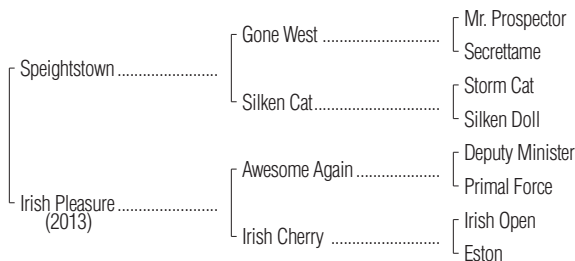 Mr. Prospector
Gone West ..............................
Secrettame
Speightstown .........................
Storm Cat
Silken Cat..............................
Silken Doll
Deputy Minister
Awesome Again .....................
Primal Force
Irish Pleasure .........................
(2013)
Irish Open
Irish Cherry ...........................
Eston